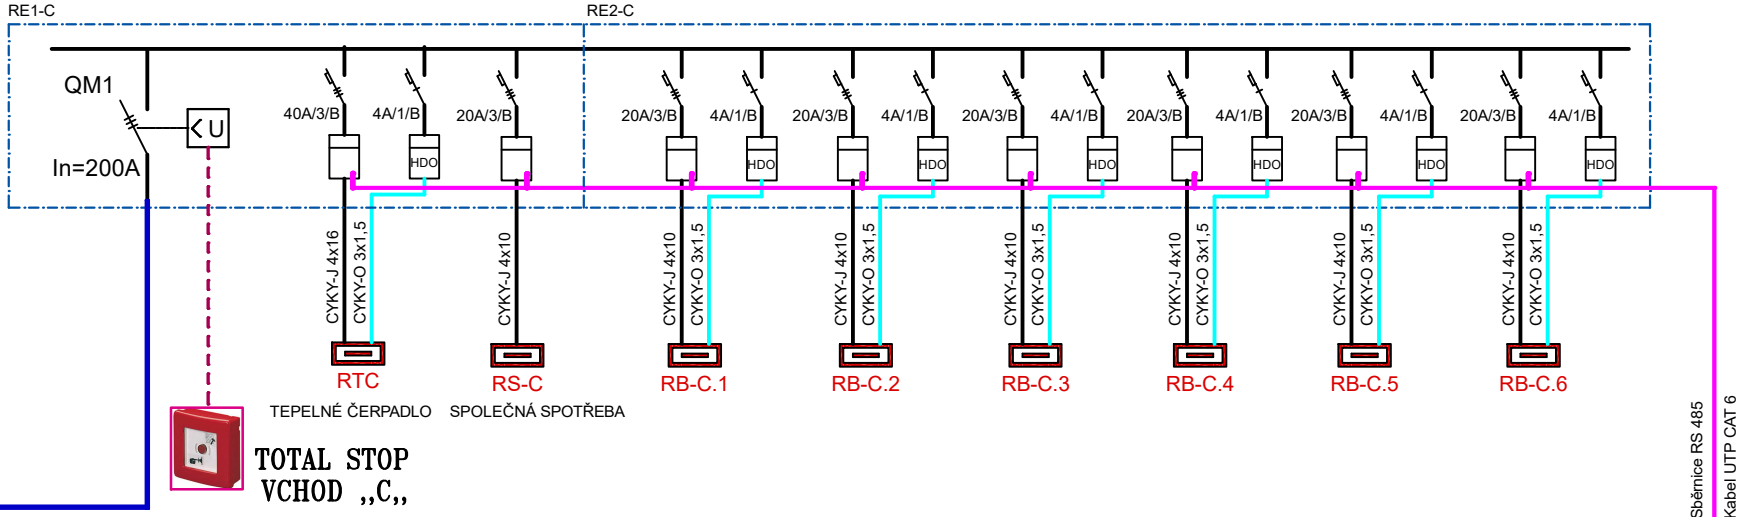 RE1-C
RE2-C
QM1
< U
In=200A
40A/3/B
4A/1/B
20A/3/B
20A/3/B
4A/1/B
20A/3/B
4A/1/B
20A/3/B
4A/1/B
20A/3/B
4A/1/B
20A/3/B
4A/1/B
20A/3/B
4A/1/B
HDO
HDO
HDO
HDO
HDO
HDO
HDO
CYKY-J 4x16
CYKY-O 3x1,5
CYKY-J 4x10
CYKY-J 4x10
CYKY-O 3x1,5
CYKY-J 4x10
CYKY-O 3x1,5
CYKY-J 4x10
CYKY-O 3x1,5
CYKY-J 4x10
CYKY-O 3x1,5
CYKY-J 4x10
CYKY-O 3x1,5
CYKY-J 4x10
CYKY-O 3x1,5
RTC
RS-C
RB-C.1
RB-C.2
RB-C.3
RB-C.4
RB-C.5
RB-C.6
TEPELNÉ ČERPADLO
SPOLEČNÁ SPOTŘEBA
TOTAL STOP
VCHOD ,,C,,
Sběrnice RS 485
Kabel UTP CAT 6